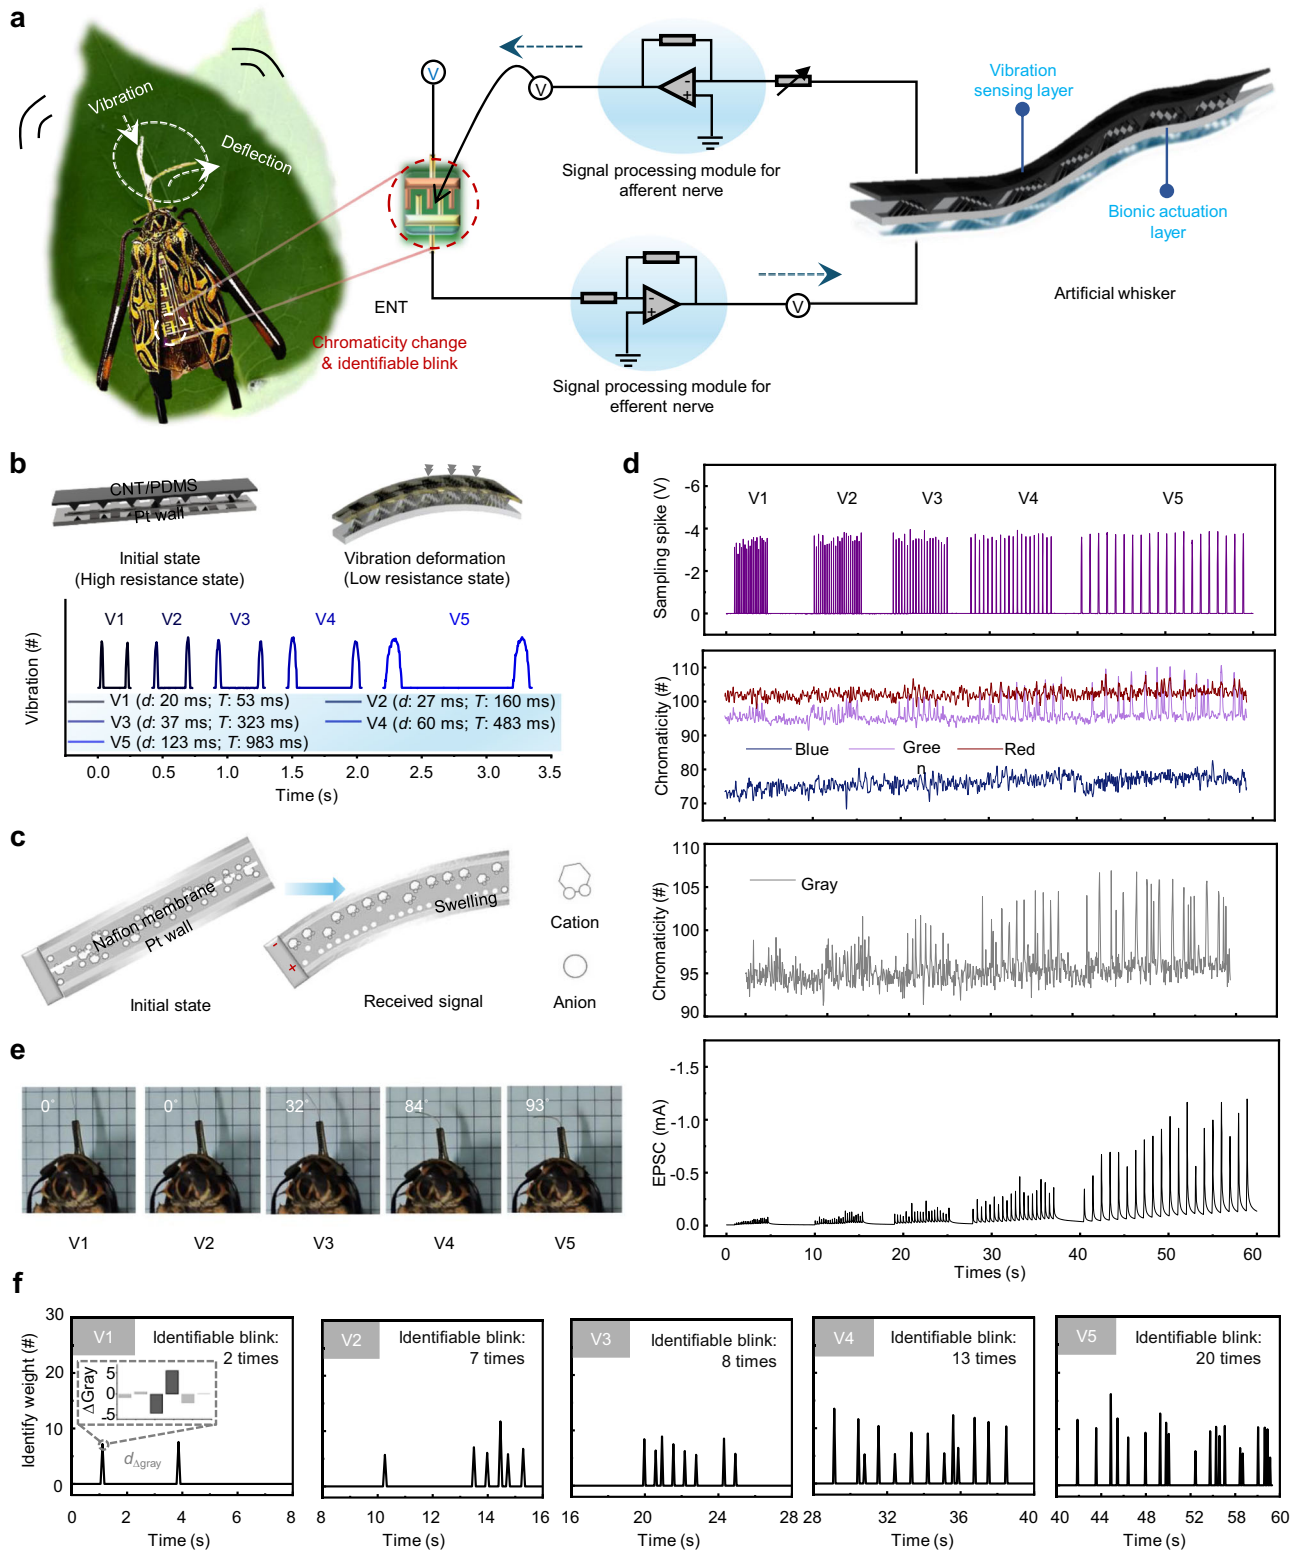 a
Vibration
Deflection
V
V
-
+
Signal processing module for
afferent nerve
Vibration
sensing layer
Bionic actuation
layer
Artificial whisker
ENT
Chromaticity change
& identifiable blink
-
+
V
Signal processing module for
efferent nerve
b
CNT/PDMS
Pt wall
Initial state
(High resistance state)
Vibration deformation
(Low resistance state)
Vibration (#)
V1 V2 V3 V4 V5
V1 (d: 20 ms; T: 53 ms)
V2 (d: 27 ms; T: 160 ms)
V3 (d: 37 ms; T: 323 ms)
V4 (d: 60 ms; T: 483 ms)
V5 (d: 123 ms; T: 983 ms)
0.0 0.5 1.0 1.5 2.0 2.5 3.0 3.5
Time (s)
c
Nafion membrane
Pt wall
Initial state
-
+
Swelling
Received signal
Cation
Anion
d
Sampling spike (V)
-6
-4
-2
0
V1 V2 V3 V4 V5
Chromaticity (#)
110
100
90
80
70
Blue
Gree
n
Red
Chromaticity (#)
110
105
100
95
90
Gray
EPSC (mA)
-1.5
-1.0
-0.5
0.0
0 10 20 30 40 50 60
Times (s)
e
0° 0° 32° 84° 93°
V1 V2 V3 V4 V5
f
Identify weight (#)
30
20
10
0
V1
Identifiable blink:
2 times
ΔGray
5
0
-5
dΔgray
0 2 4 6 8
Time (s)
V2
Identifiable blink:
7 times
8 10 12 14 16
Time (s)
V3
Identifiable blink:
8 times
16 20 24 28
Time (s)
V4
Identifiable blink:
13 times
28 32 36 40
Time (s)
V5
Identifiable blink:
20 times
40 44 48 52 56 60
Time (s)